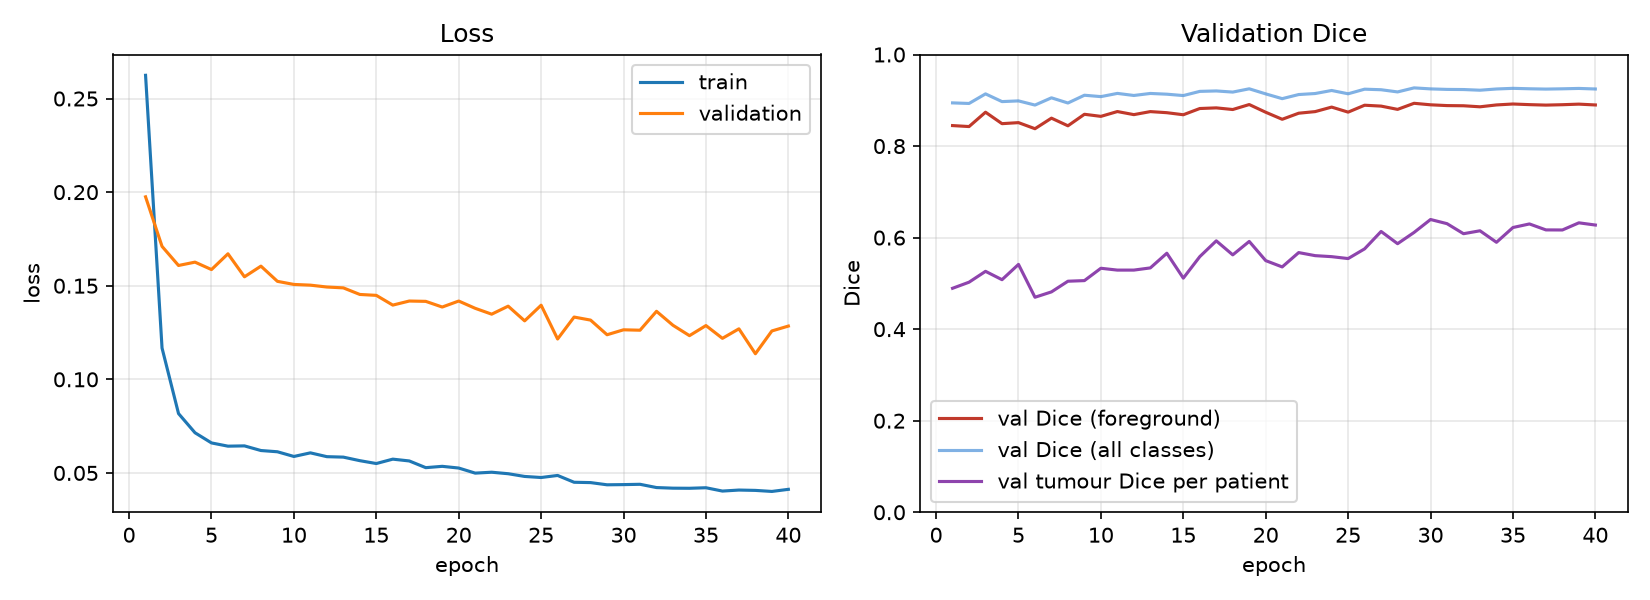 Loss
0.25
0.20
0.15
0.10
0.05
loss
0
5
10
15
20
25
30
35
40
epoch
train
validation
Validation Dice
1.0
0.8
0.6
0.4
0.2
0.0
Dice
0
5
10
15
20
25
30
35
40
epoch
val Dice (foreground)
val Dice (all classes)
val tumour Dice per patient